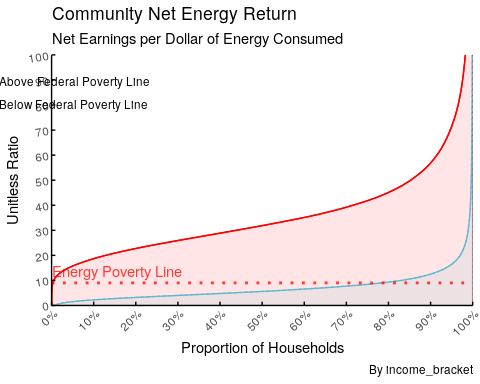 Community Net Energy Return
Net Earnings per Dollar of Energy Consumed
100
90
80
70
60
50
40
30
20
10
0
Above Federal Poverty Line
Below Federal Poverty Line
Unitless Ratio
Energy Poverty Line
0%
10%
20%
30%
40%
50%
60%
70%
80%
90%
100%
Proportion of Households
By income_bracket